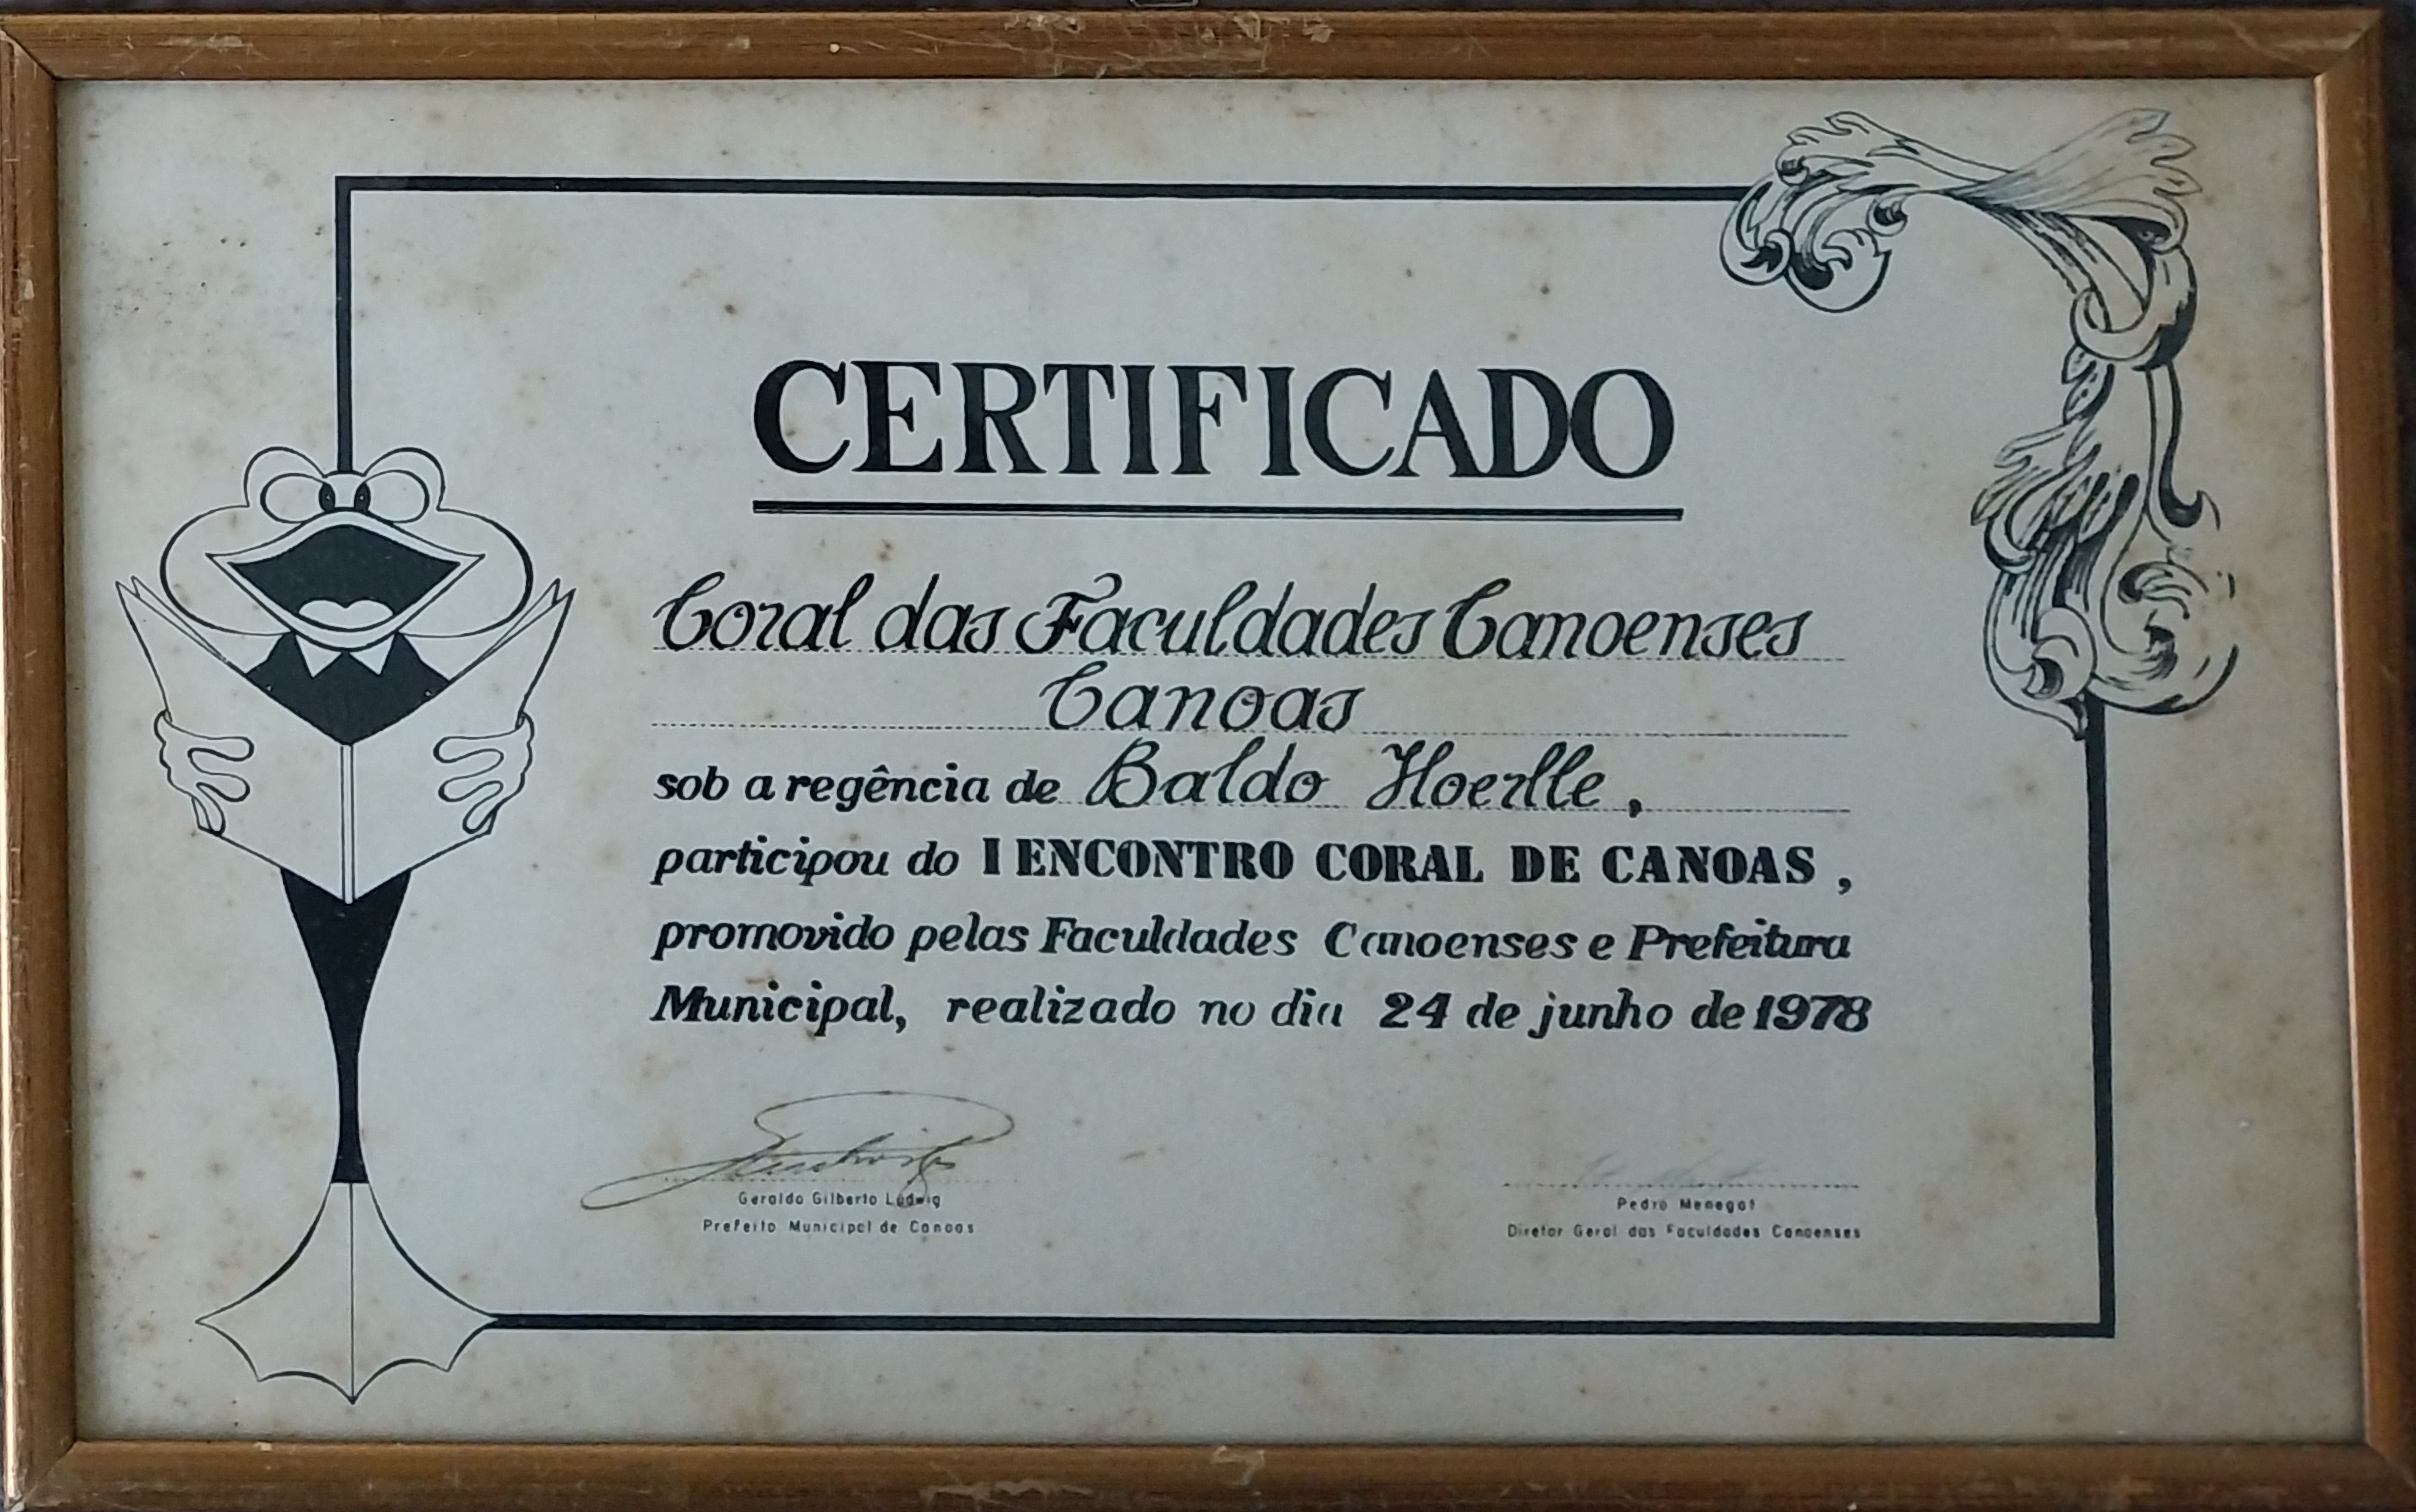 CERTIFICADO
Coral das Faculdades Canoenses
Canoas
sob a regência de Baldo Hoerlle,
participou do I ENCONTRO CORAL DE CANOAS,
promovido pelas Faculdades Canoenses e Prefeitura
Municipal, realizado no dia 24 de junho de 1978
Geraldo Gilberto Ludwig
Prefeito Municipal de Canoas
Pedro Menegat
Diretor Geral das Faculdades Canoenses